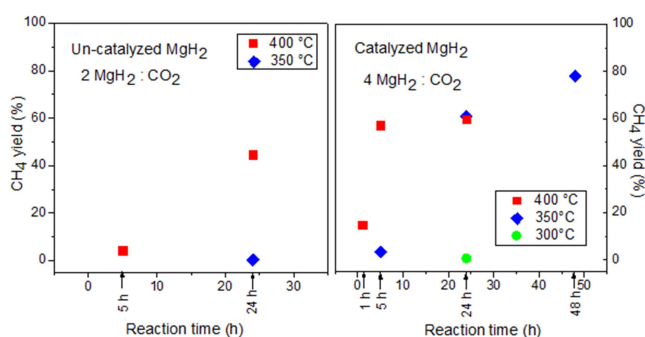 Un-catalyzed MgH2
2 MgH2 : CO2
400 °C
350 °C
CH4 yield (%)
100
80
60
40
20
0
0
10
20
30
5 h
24 h
Reaction time (h)
Catalyzed MgH2
4 MgH2 : CO2
400 °C
350°C
300°C
100
80
60
40
20
0
CH4 yield (%)
0
10
20
30
40
50
1 h
5 h
24 h
48 h
Reaction time (h)